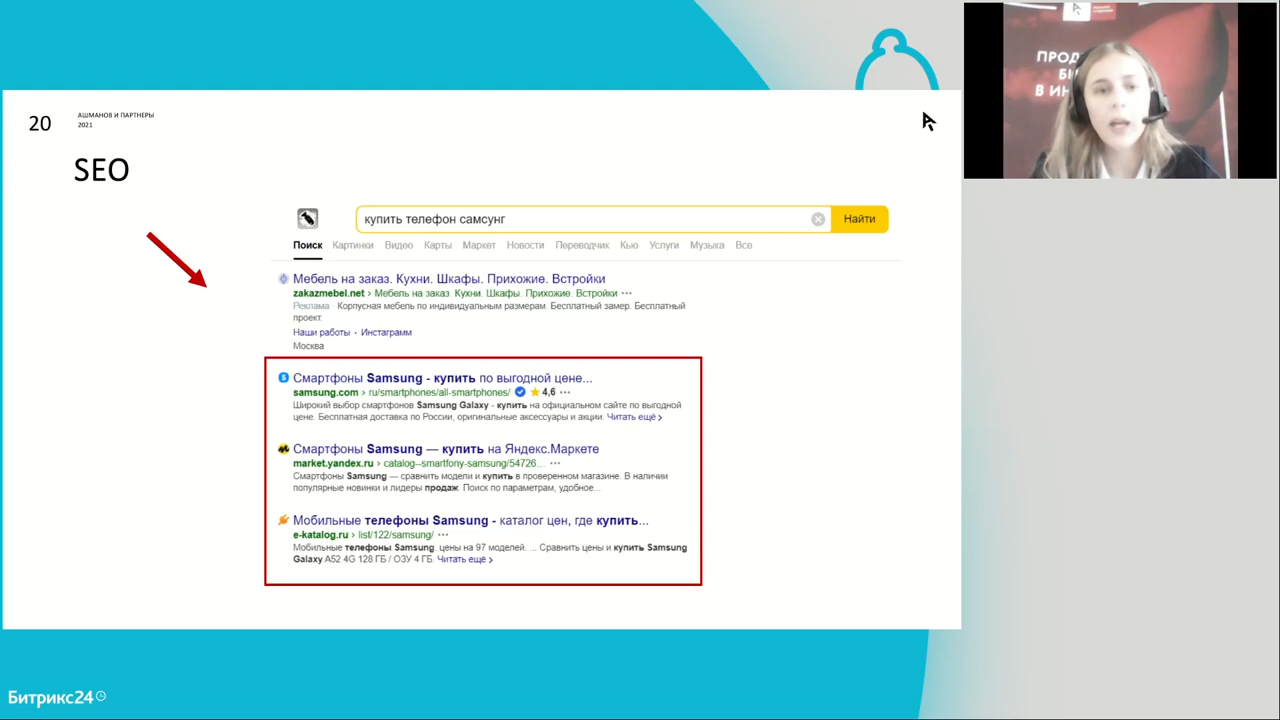 20
АШМАНОВ И ПАРТНЕРЫ
2021
SEO
купить телефон самсунг
Найти
Поиск Картинки Видео Карты Маркет Новости Переводчик Кью Услуги Музыка Все
Мебель на заказ. Кухни. Шкафы. Прихожие. Встройки
zakazmebel.net › Мебель на заказ. Кухни. Шкафы. Прихожие. Встройки
Реклама Корпусная мебель по индивидуальным размерам. Бесплатный замер. Бесплатный
проект.
Наши работы · Инстаграмм
Москва
Смартфоны Samsung - купить по выгодной цене...
samsung.com › ru/smartphones/all-smartphones/ 4,6
Широкий выбор смартфонов Samsung Galaxy - купить на официальном сайте по выгодной
цене. Бесплатная доставка по России, оригинальные аксессуары и акции. Читать ещё ›
Смартфоны Samsung — купить на Яндекс.Маркете
market.yandex.ru › catalog--smartfony-samsung/54726...
Смартфоны Samsung — сравнить модели и купить в проверенном магазине. В наличии
популярные новинки и лидеры продаж. Поиск по параметрам, удобное...
Мобильные телефоны Samsung - каталог цен, где купить...
e-katalog.ru › list/122/samsung/
Мобильные телефоны Samsung. цены на 97 моделей. ... Сравнить цены и купить Samsung
Galaxy A52 4G 128 ГБ / ОЗУ 4 ГБ. Читать ещё ›
Битрикс24